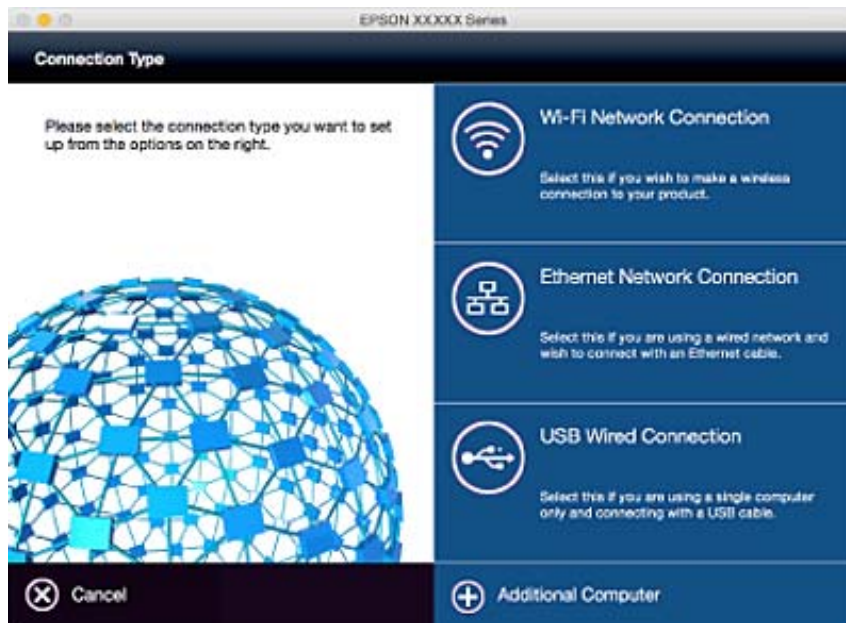 EPSON XXXXX Series
Connection Type
Please select the connection type you want to set
up from the options on the right.
Wi-Fi Network Connection
Select this if you wish to make a wireless
connection to your product.
Ethernet Network Connection
Select this if you are using a wired network and
wish to connect with an Ethernet cable.
USB Wired Connection
Select this if you are using a single computer
only and connecting with a USB cable.
Cancel
Additional Computer